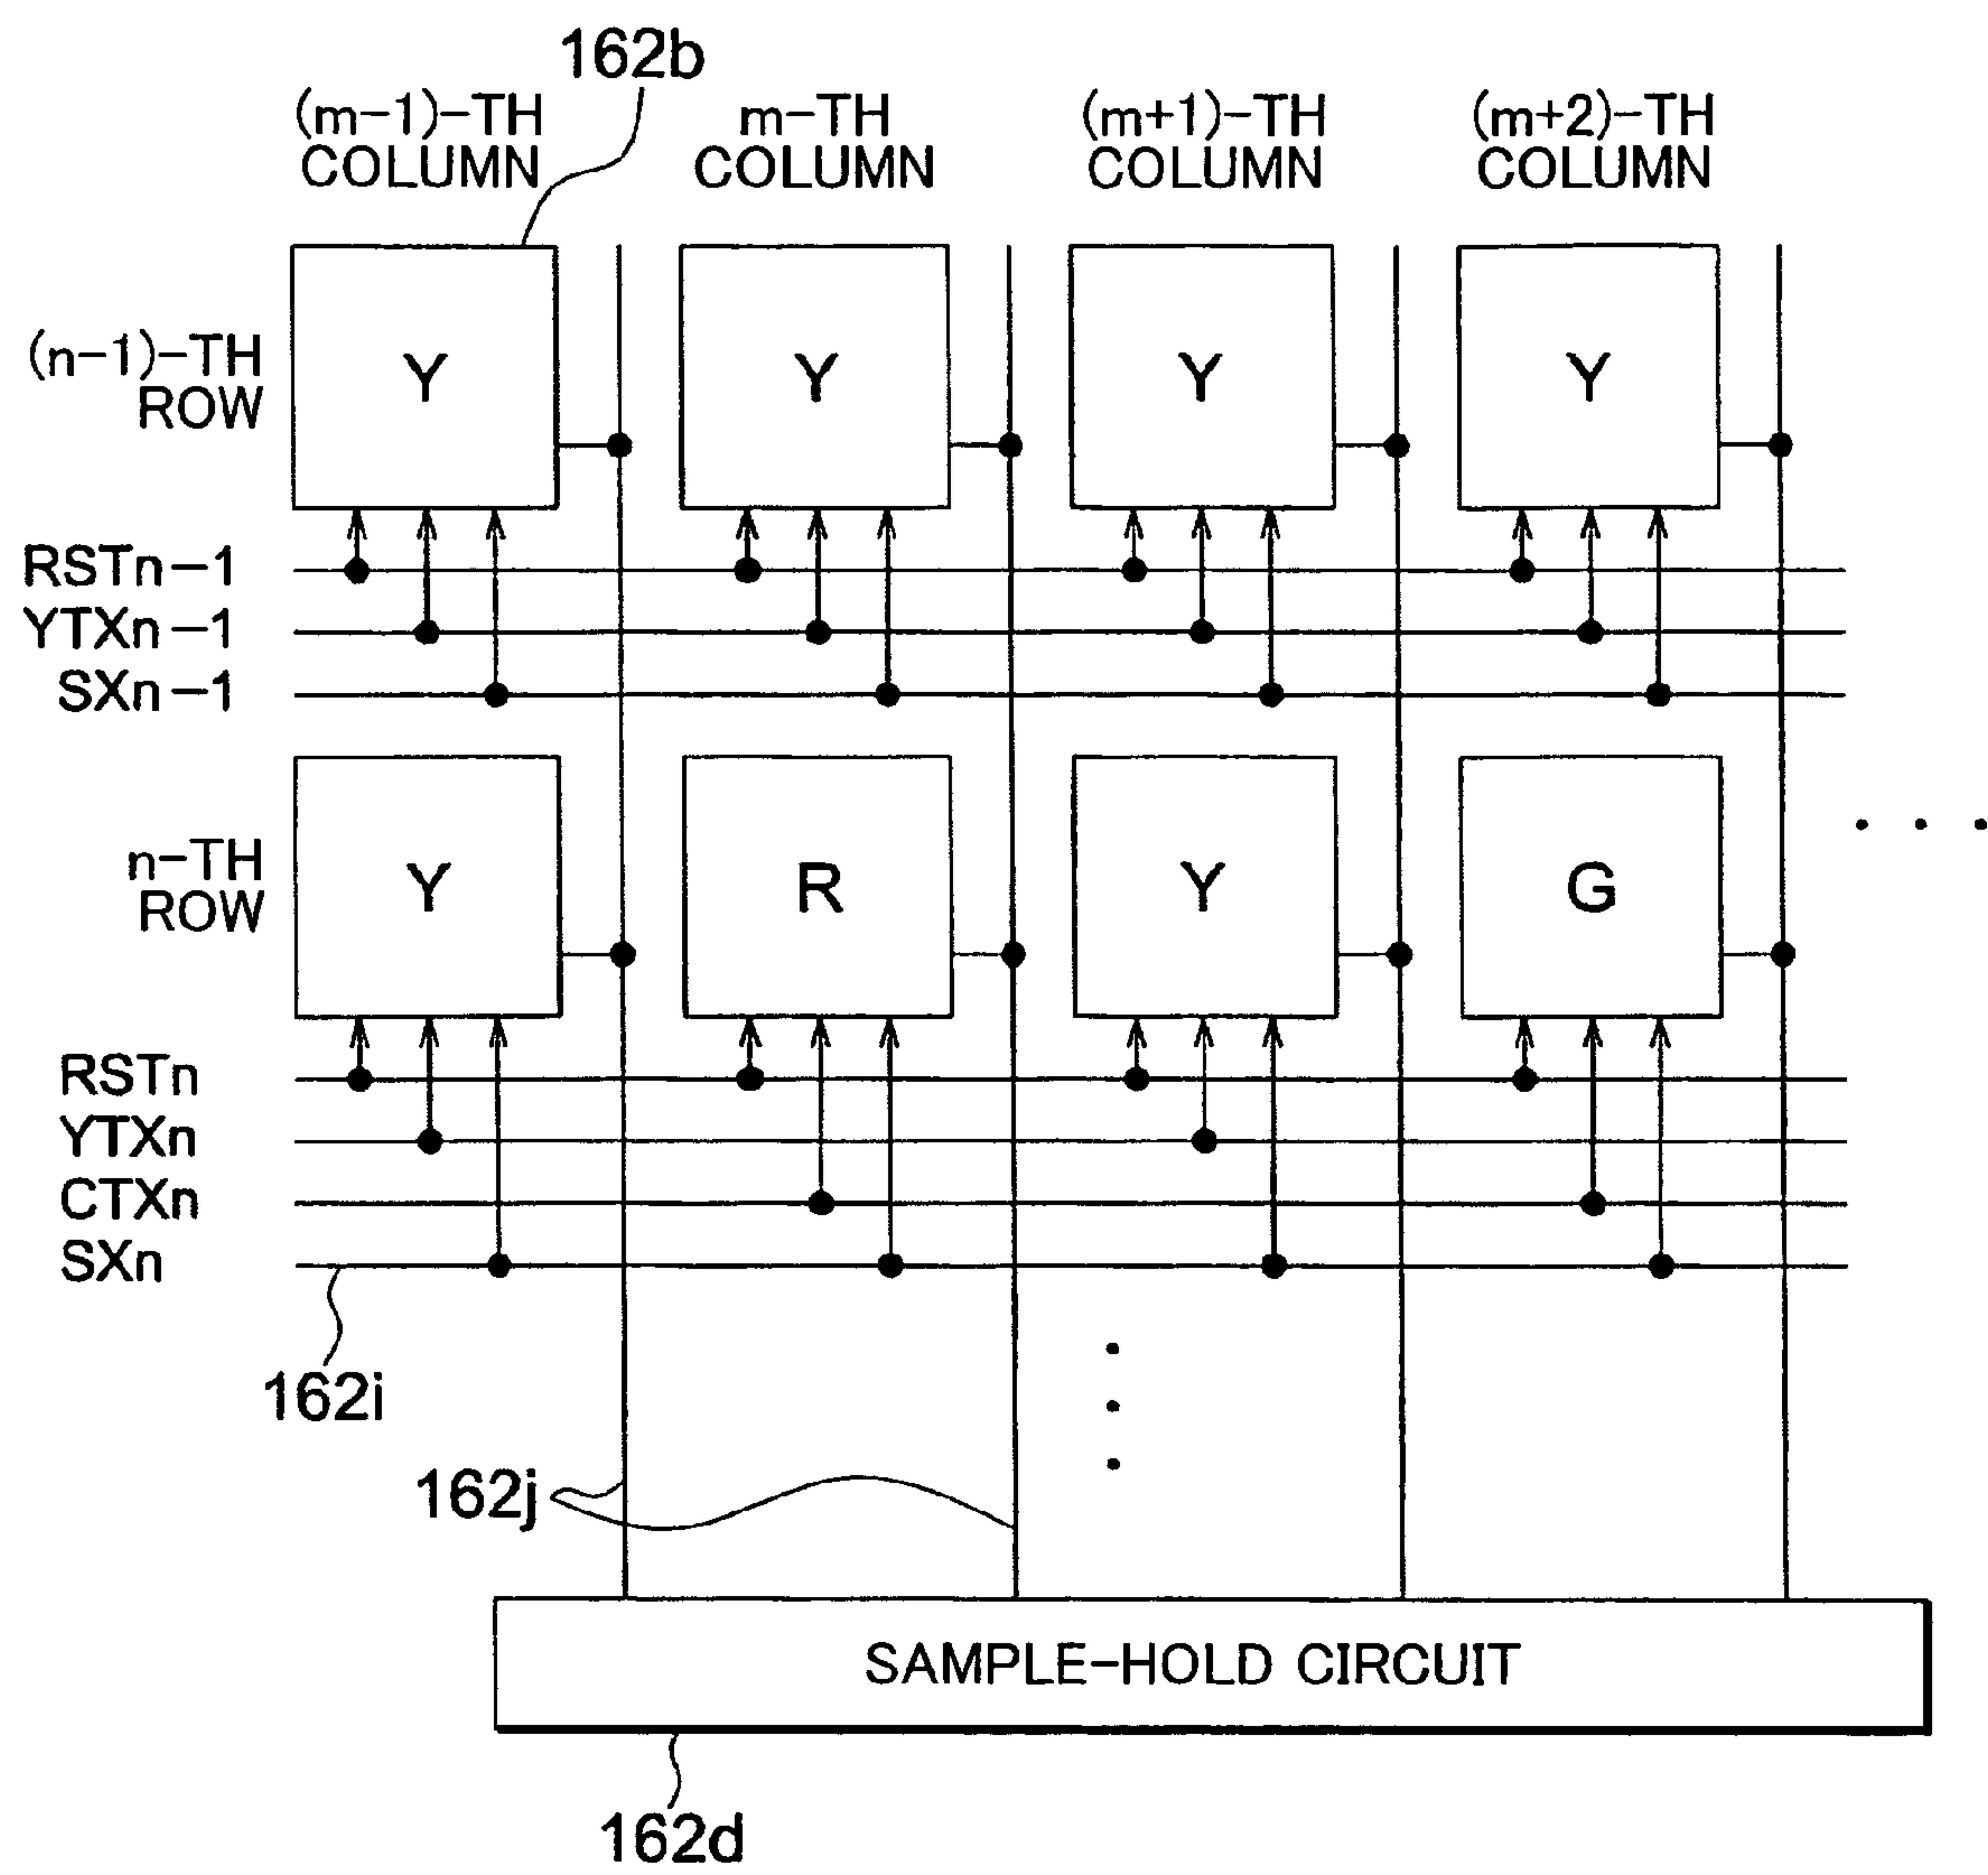 162b
(m-1)-TH COLUMN
m-TH COLUMN
(m+1)-TH COLUMN
(m+2)-TH COLUMN
(n-1)-TH ROW
Y
Y
Y
Y
RSTn-1
YTXn-1
SXn-1
n-TH ROW
Y
R
Y
G
RSTn
YTXn
CTXn
SXn
162i
162j
SAMPLE-HOLD CIRCUIT
162d